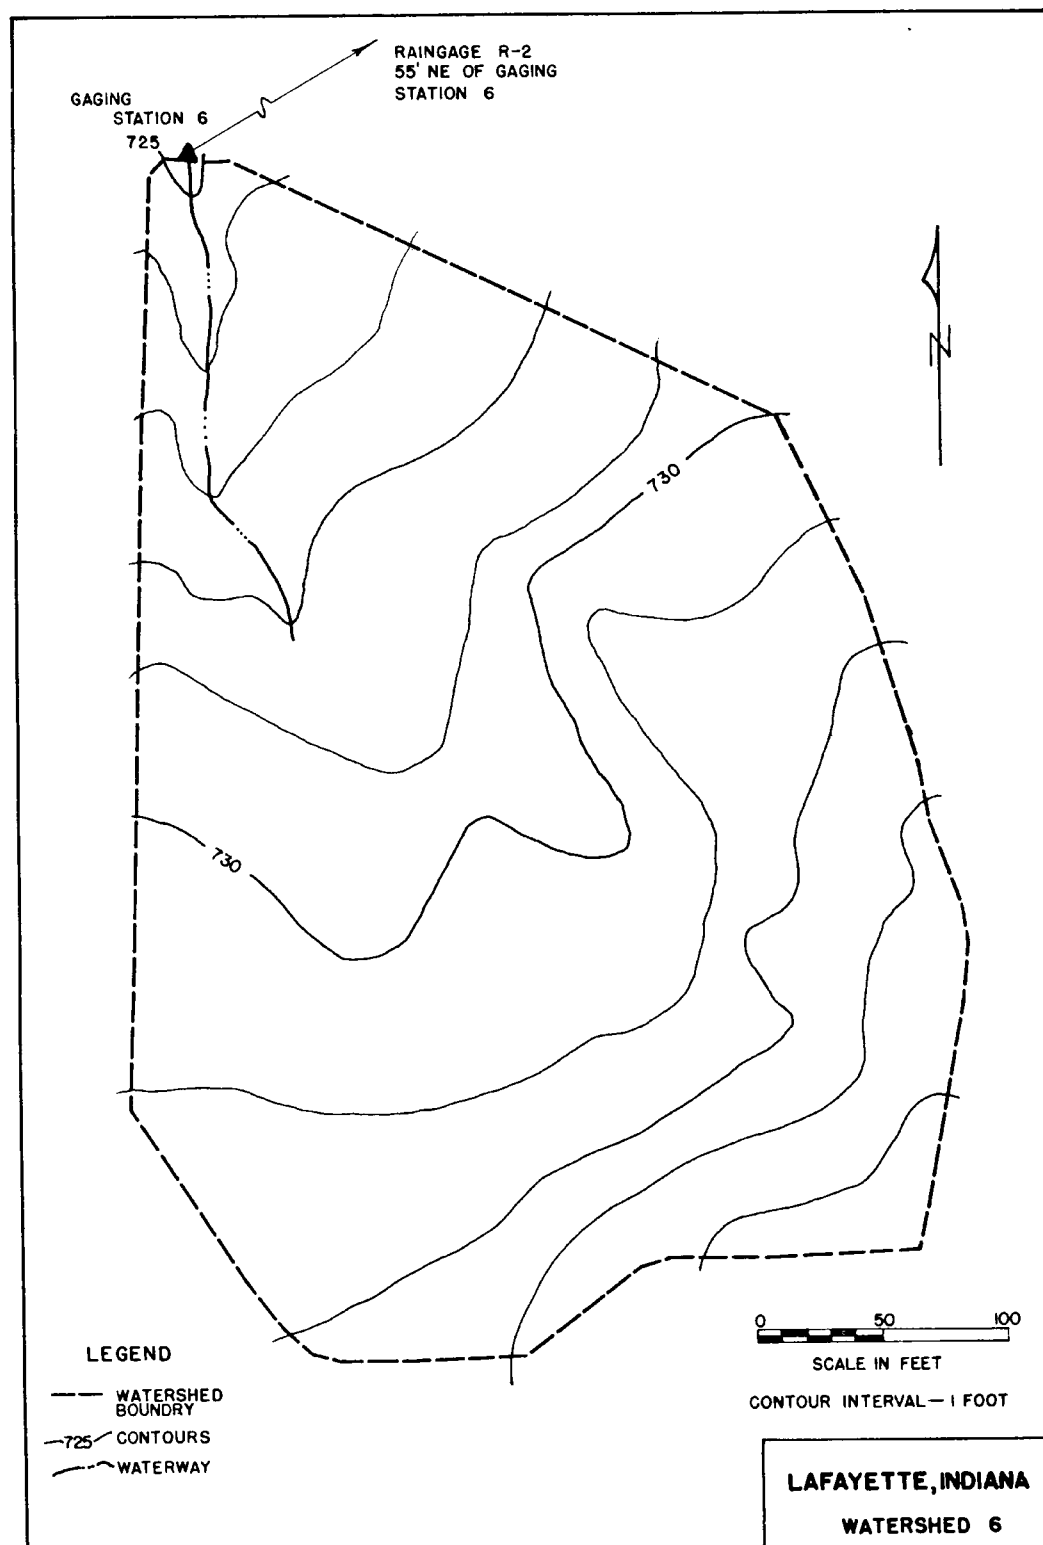 RAINGAGE R-2
55' NE OF GAGING
STATION 6
GAGING
STATION 6
725
N
730
730
LEGEND
WATERSHED
BOUNDRY
725 CONTOURS
WATERWAY
0 50 100
SCALE IN FEET
CONTOUR INTERVAL— 1 FOOT
LAFAYETTE, INDIANA
WATERSHED 6